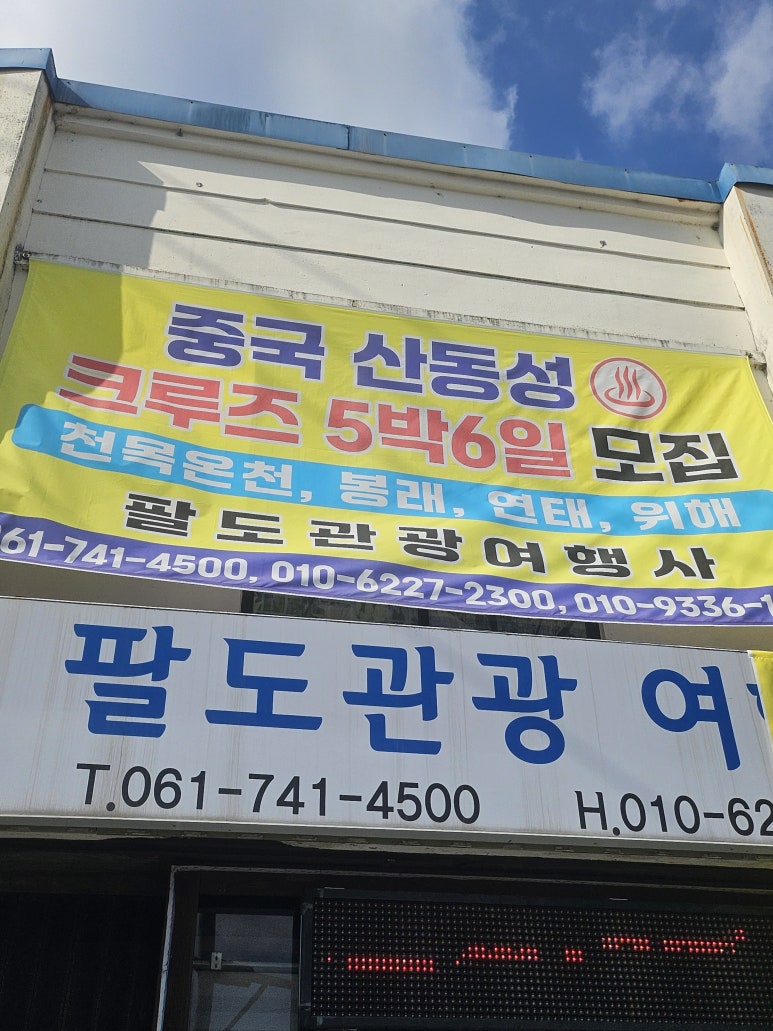 중국 산동성
크루즈 5박6일 모집
천목온천, 봉래, 연태, 위해
팔도관광여행사
61-741-4500, 010-6227-2300, 010-9336-1
팔도관광 여
T.061-741-4500
H.010-62